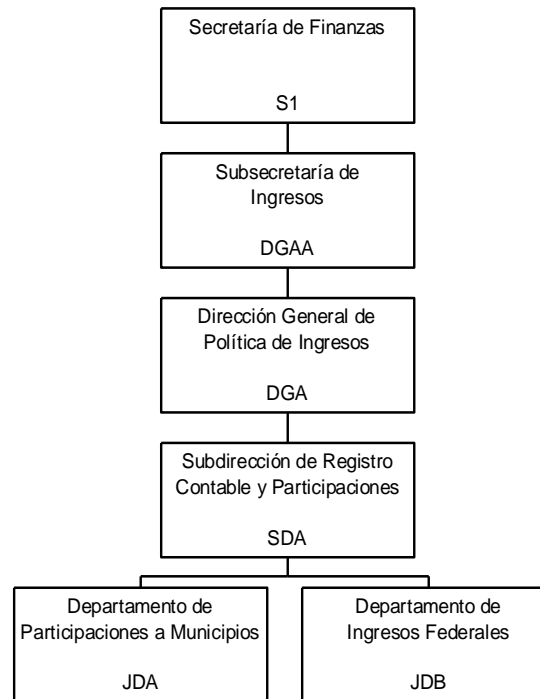 Secretaría de Finanzas
S1
Subsecretaría de
Ingresos
DGAA
Dirección General de
Política de Ingresos
DGA
Subdirección de Registro
Contable y Participaciones
SDA
Departamento de
Participaciones a Municipios
JDA
Departamento de
Ingresos Federales
JDB